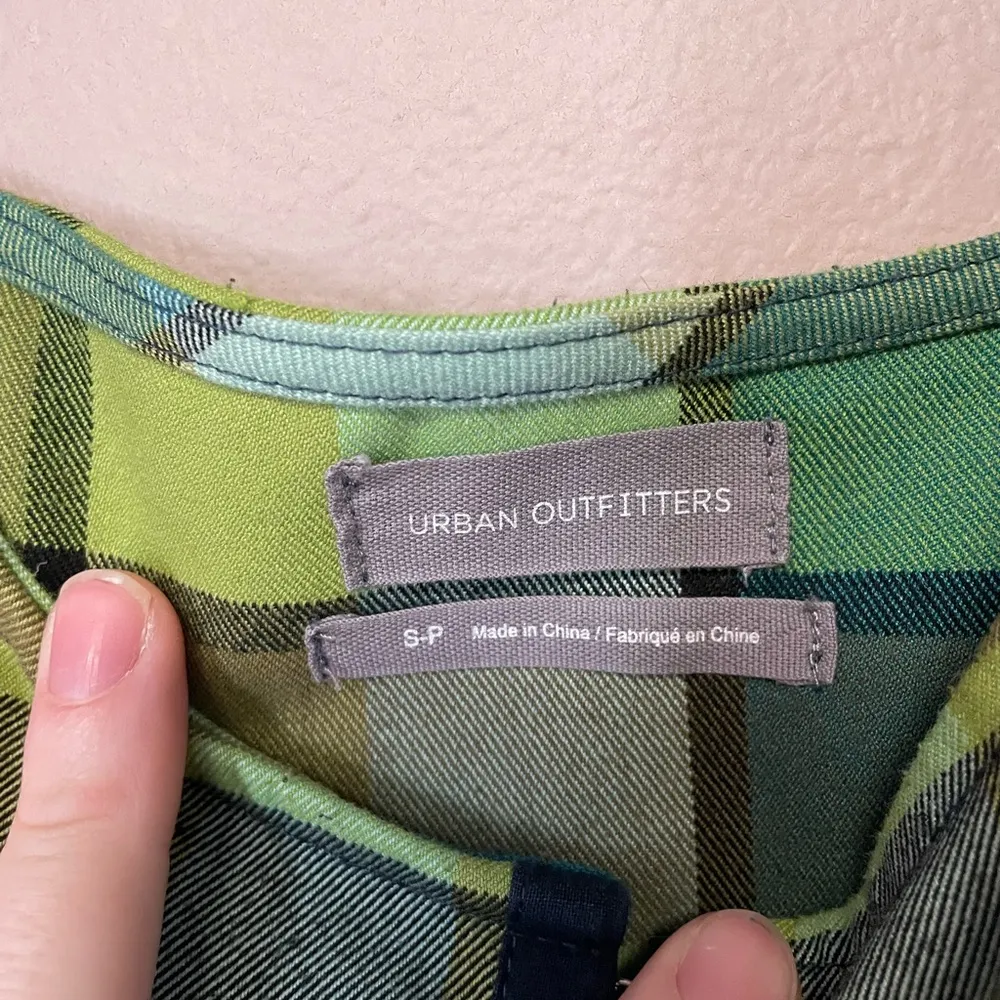 URBAN OUTFITTERS
S-P Made in China / Fabriqué en Chine